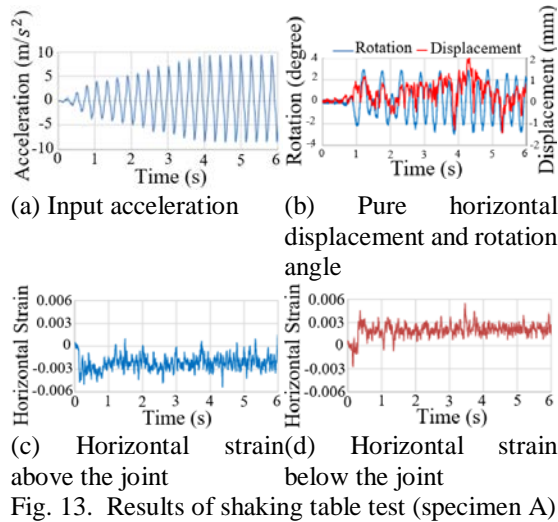 Acceleration (m/s²)
10
5
0
-5
-10
0 1 2 3 4 5 6
Time (s)
(a) Input acceleration
Rotation (degree)
4
2
0
-2
-4
Rotation Displacement
2
1
0
-1
-2
Displacement (mm)
0 1 2 3 4 5 6
Time (s)
(b) Pure horizontal
displacement and rotation
angle
Horizontal Strain
0.006
0.003
0
-0.003
-0.006
0 1 2 3 4 5 6
Time (s)
(c) Horizontal strain
above the joint
Horizontal Strain
0.006
0.003
0
-0.003
-0.006
0 1 2 3 4 5 6
Time (s)
(d) Horizontal strain
below the joint
Fig. 13. Results of shaking table test (specimen A)